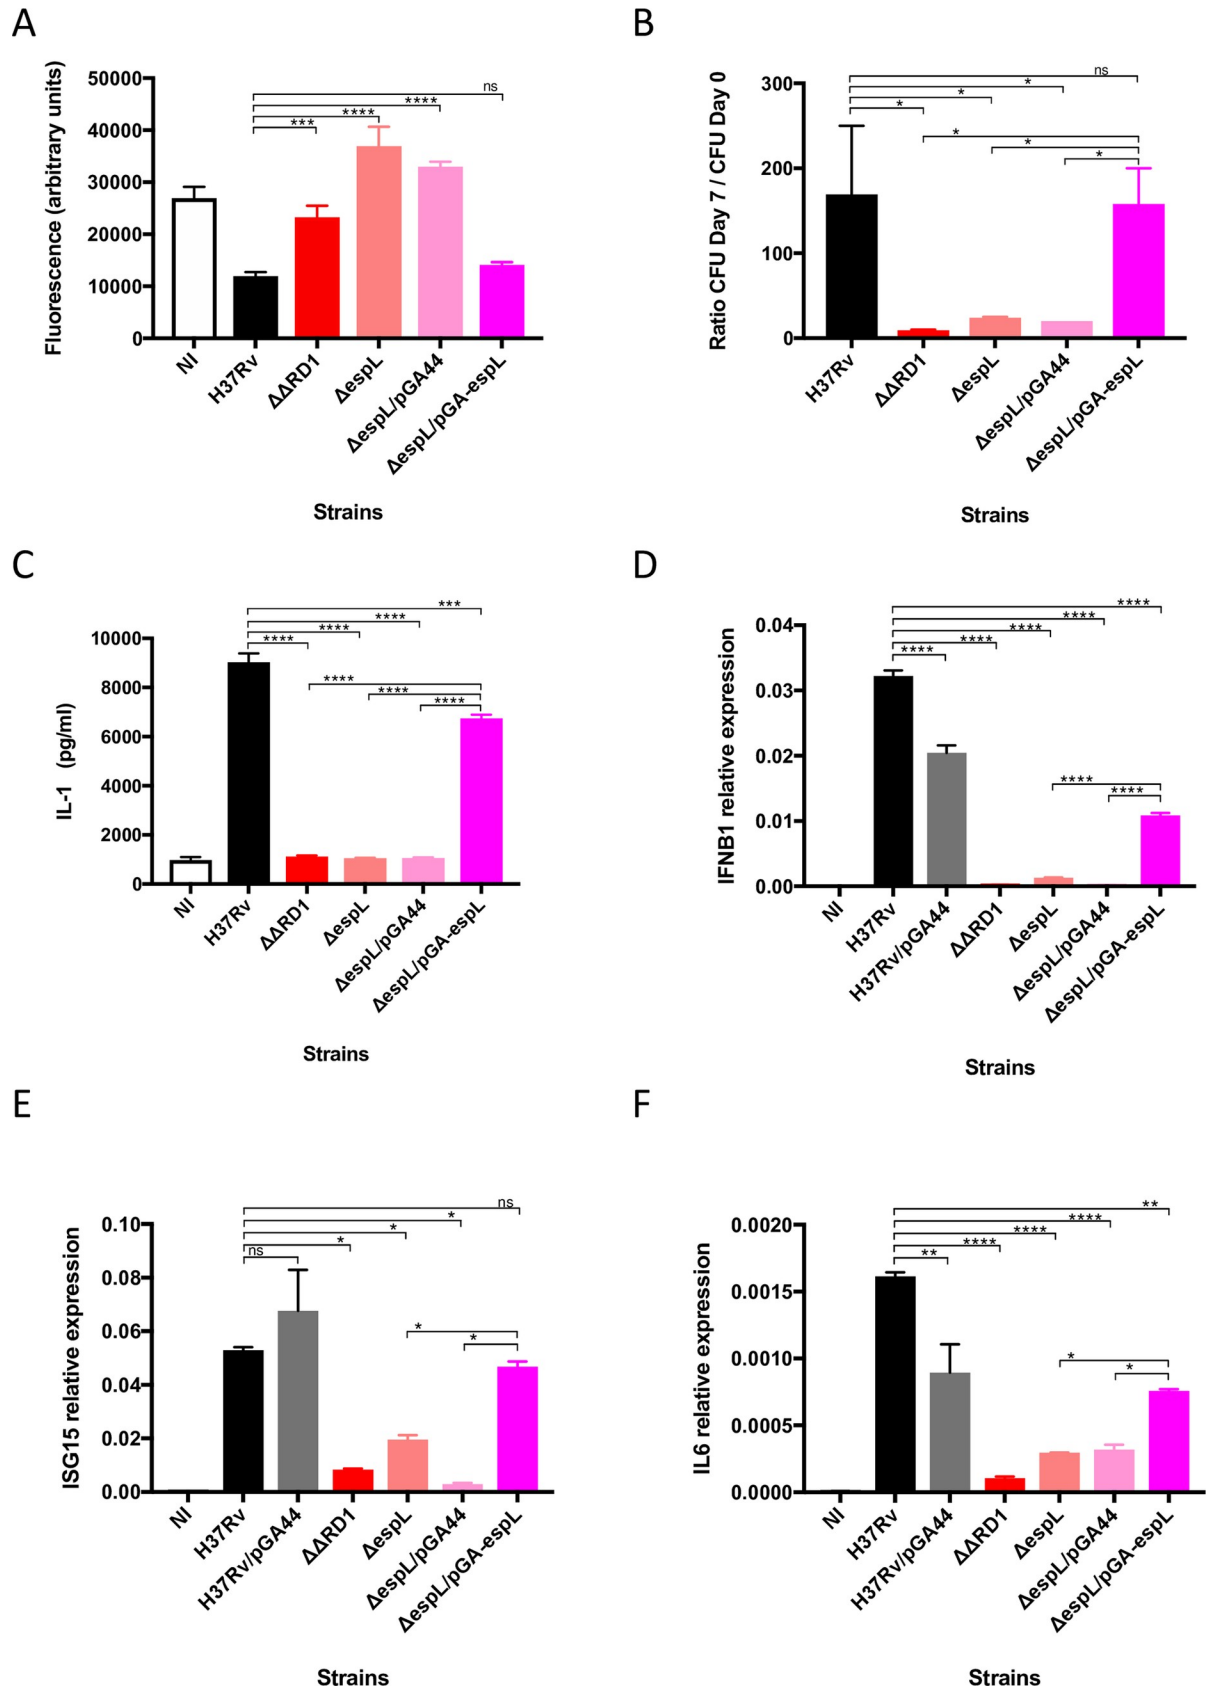 A
Fluorescence (arbitrary units)
50000
40000
30000
20000
10000
0
ns
****
****
***
NI
H37Rv
ΔΔRD1
ΔespL
ΔespL/pGA44
ΔespL/pGA-espL
Strains
B
Ratio CFU Day 7 / CFU Day 0
300
200
100
0
ns
*
*
*
*
*
*
H37Rv
ΔΔRD1
ΔespL
ΔespL/pGA44
ΔespL/pGA-espL
Strains
C
IL-1 (pg/ml)
10000
8000
6000
4000
2000
0
***
****
****
****
****
****
****
NI
H37Rv
ΔΔRD1
ΔespL
ΔespL/pGA44
ΔespL/pGA-espL
Strains
D
IFNB1 relative expression
0.04
0.03
0.02
0.01
0.00
****
****
****
****
****
****
****
NI
H37Rv
H37Rv/pGA44
ΔΔRD1
ΔespL
ΔespL/pGA44
ΔespL/pGA-espL
Strains
E
ISG15 relative expression
0.10
0.08
0.06
0.04
0.02
0.00
ns
*
*
*
ns
*
*
NI
H37Rv
H37Rv/pGA44
ΔΔRD1
ΔespL
ΔespL/pGA44
ΔespL/pGA-espL
Strains
F
IL6 relative expression
0.0020
0.0015
0.0010
0.0005
0.0000
**
****
****
****
**
*
*
NI
H37Rv
H37Rv/pGA44
ΔΔRD1
ΔespL
ΔespL/pGA44
ΔespL/pGA-espL
Strains